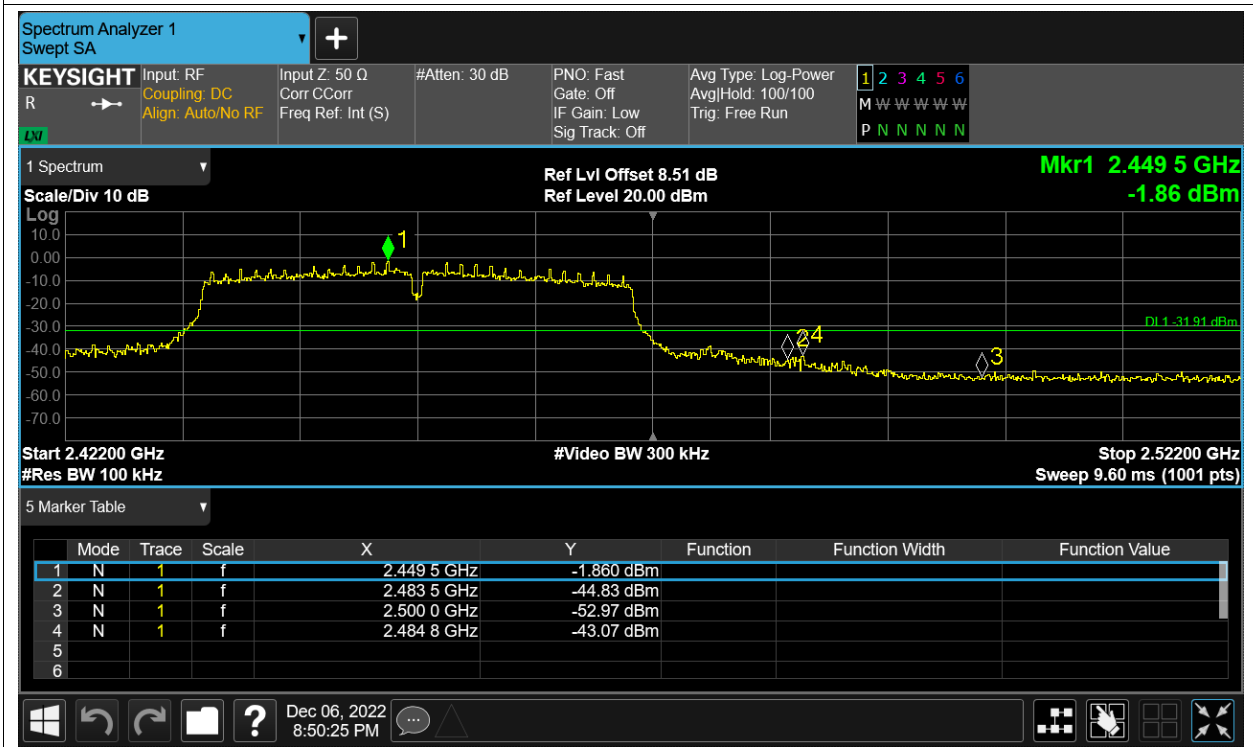 Spectrum Analyzer 1
Swept SA
KEYSIGHT
R
LXI
Input: RF
Coupling: DC
Align: Auto/No RF
Input Z: 50 Ω
Corr CCorr
Freq Ref: Int (S)
#Atten: 30 dB
PNO: Fast
Gate: Off
IF Gain: Low
Sig Track: Off
Avg Type: Log-Power
Avg|Hold: 100/100
Trig: Free Run
1 2 3 4 5 6
M W W W W W
P N N N N N
1 Spectrum
Scale/Div 10 dB
Ref Lvl Offset 8.51 dB
Ref Level 20.00 dBm
Mkr1 2.449 5 GHz
-1.86 dBm
Log
10.0
0.00
-10.0
-20.0
-30.0
-40.0
-50.0
-60.0
-70.0
1
2
4
3
DL1 -31.91 dBm
Start 2.42200 GHz
#Res BW 100 kHz
#Video BW 300 kHz
Stop 2.52200 GHz
Sweep 9.60 ms (1001 pts)
5 Marker Table
Mode Trace Scale X Y Function Function Width Function Value
1 N 1 f 2.449 5 GHz -1.860 dBm
2 N 1 f 2.483 5 GHz -44.83 dBm
3 N 1 f 2.500 0 GHz -52.97 dBm
4 N 1 f 2.484 8 GHz -43.07 dBm
5
6
?
Dec 06, 2022
8:50:25 PM